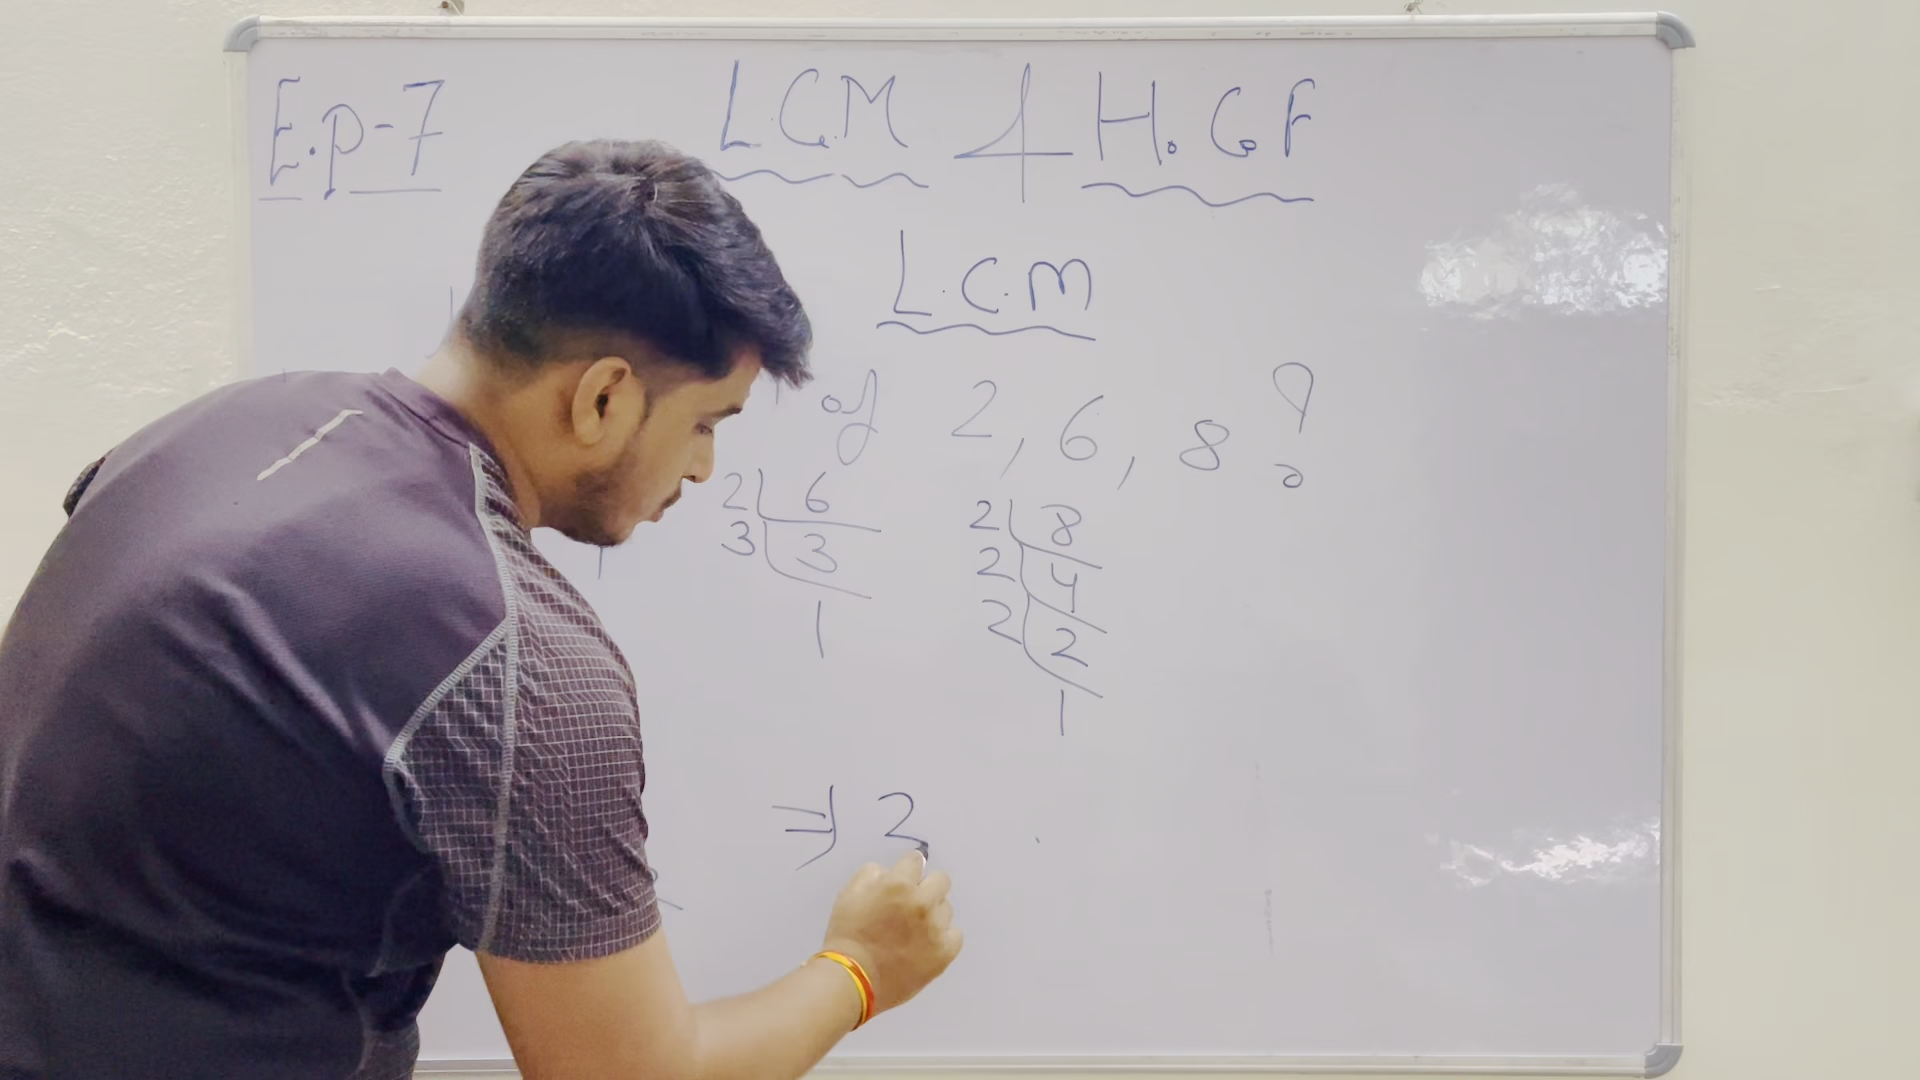 E.p-7 L.C.M & H.C.F
L.C.M
of 2, 6, 8 ?
2 6
3 3
1
2 8
2 4
2 2
1
⇒ 2